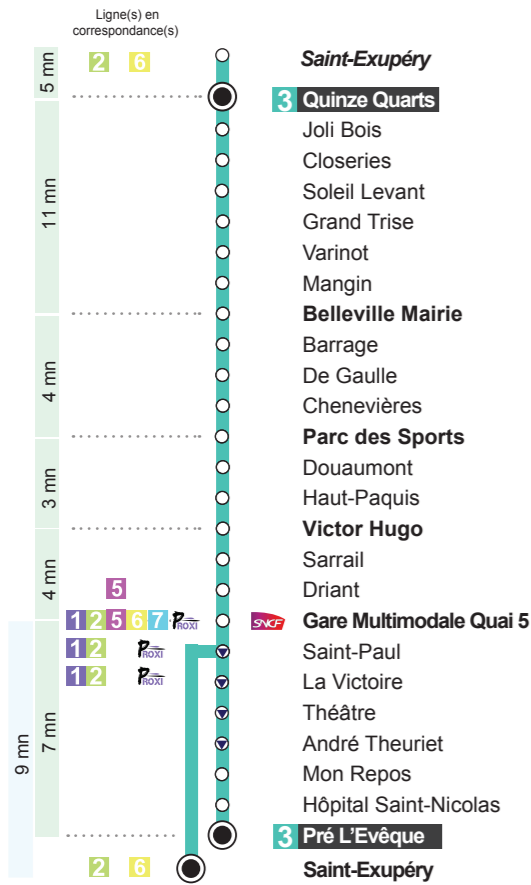 Ligne(s) en
correspondance(s)
5 mn
2 6 Saint-Exupéry
3 Quinze Quarts
11 mn
Joli Bois
Closeries
Soleil Levant
Grand Trise
Varinot
Mangin
Belleville Mairie
4 mn
Barrage
De Gaulle
Chenevières
Parc des Sports
3 mn
Douaumont
Haut-Paquis
Victor Hugo
4 mn
Sarrail
5 Driant
1 2 5 6 7 PROXI SNCF Gare Multimodale Quai 5
1 2 PROXI Saint-Paul
1 2 PROXI La Victoire
9 mn
7 mn
Théâtre
André Theuriet
Mon Repos
Hôpital Saint-Nicolas
3 Pré L'Evêque
2 6 Saint-Exupéry